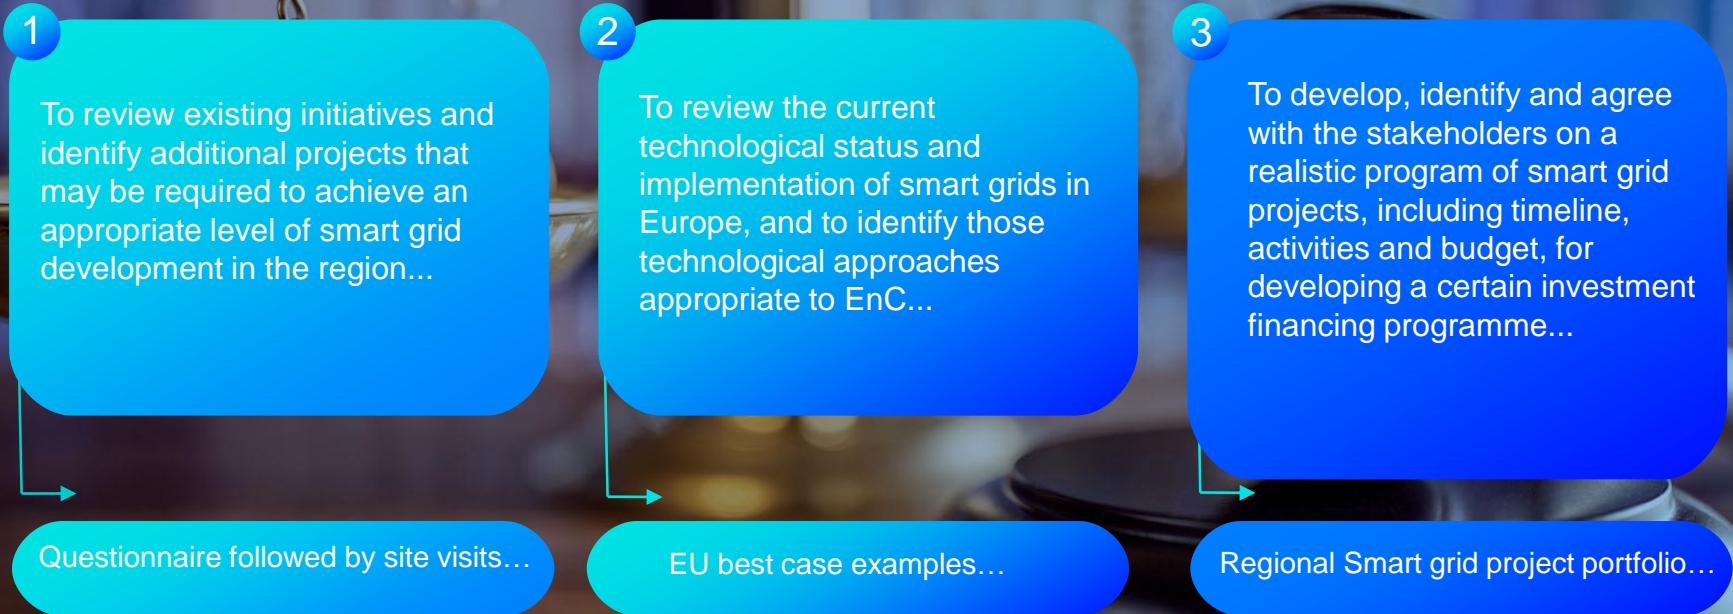 1
To review existing initiatives and
identify additional projects that
may be required to achieve an
appropriate level of smart grid
development in the region...
Questionnaire followed by site visits…
2
To review the current
technological status and
implementation of smart grids in
Europe, and to identify those
technological approaches
appropriate to EnC...
EU best case examples…
3
To develop, identify and agree
with the stakeholders on a
realistic program of smart grid
projects, including timeline,
activities and budget, for
developing a certain investment
financing programme...
Regional Smart grid project portfolio…